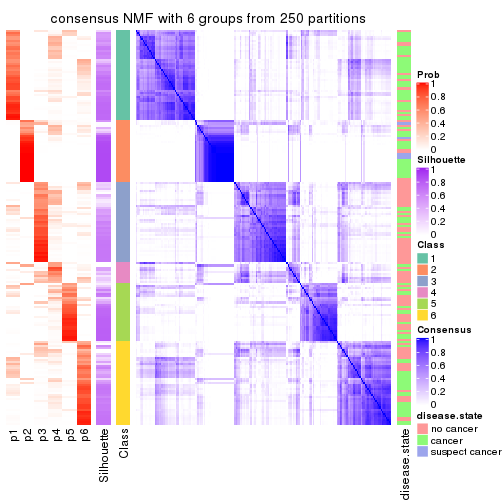 consensus NMF with 6 groups from 250 partitions
Prob
1
0.8
0.6
0.4
0.2
0
Silhouette
1
0.8
0.6
0.4
0.2
0
Class
1
2
3
4
5
6
Consensus
1
0.8
0.6
0.4
0.2
0
disease.state
no cancer
cancer
suspect cancer
p1
p2
p3
p4
p5
p6
Silhouette
Class
disease.state